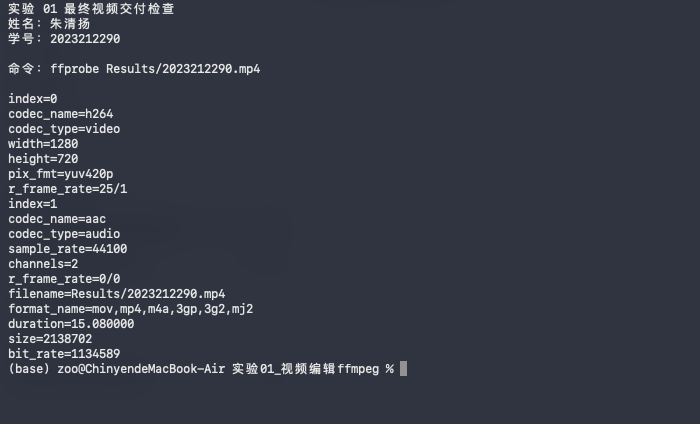 实验 01 最终视频交付检查
姓名: 朱清扬
学号: 2023212290
命令: ffprobe Results/2023212290.mp4
index=0
codec_name=h264
codec_type=video
width=1280
height=720
pix_fmt=yuv420p
r_frame_rate=25/1
index=1
codec_name=aac
codec_type=audio
sample_rate=44100
channels=2
r_frame_rate=0/0
filename=Results/2023212290.mp4
format_name=mov,mp4,m4a,3gp,3g2,mj2
duration=15.080000
size=2138702
bit_rate=1134589
(base) zoo@ChinyendeMacBook-Air 实验01_视频编辑ffmpeg %